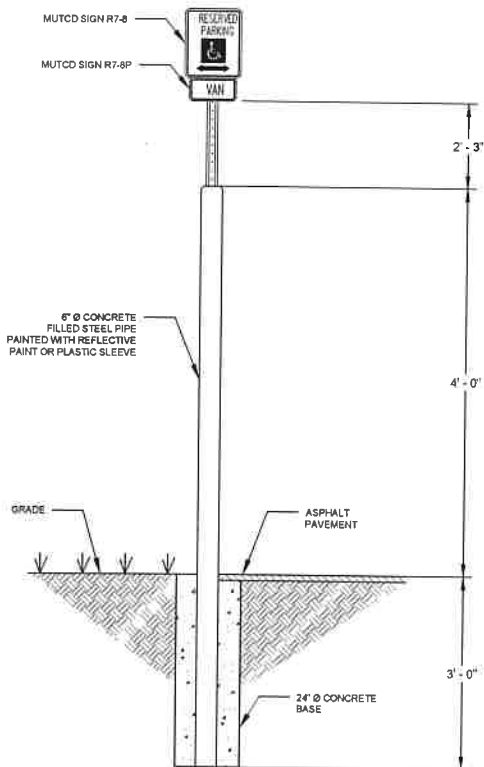 MUTCD SIGN R7-8
RESERVED
PARKING
MUTCD SIGN R7-8P
VAN
2' - 3"
6" Ø CONCRETE
FILLED STEEL PIPE
PAINTED WITH REFLECTIVE
PAINT OR PLASTIC SLEEVE
4' - 0"
GRADE
ASPHALT
PAVEMENT
3' - 0"
24" Ø CONCRETE
BASE